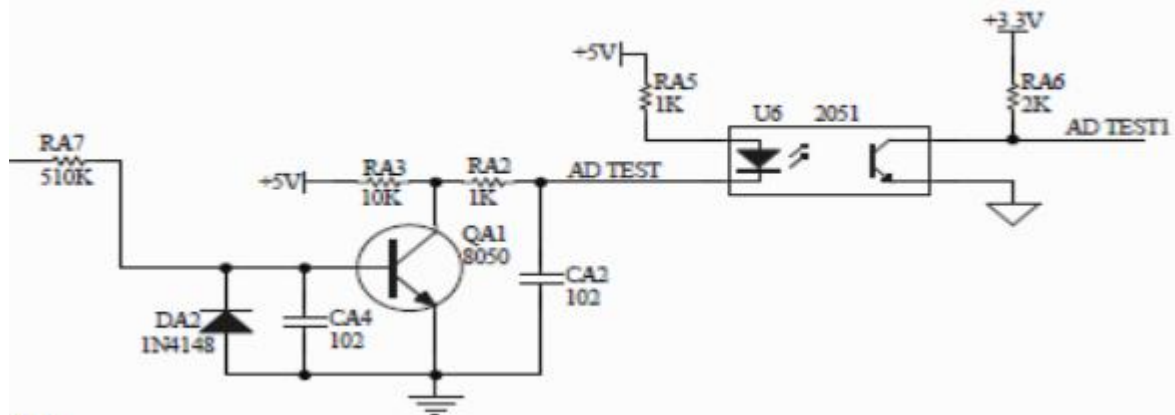 +3.3V
+5V
RA5
1K
RA6
2K
U6 2051
AD TEST1
RA7
510K
+5V
RA3
10K
RA2
1K
AD TEST
QA1
8050
CA2
102
DA2
1N4148
CA4
102